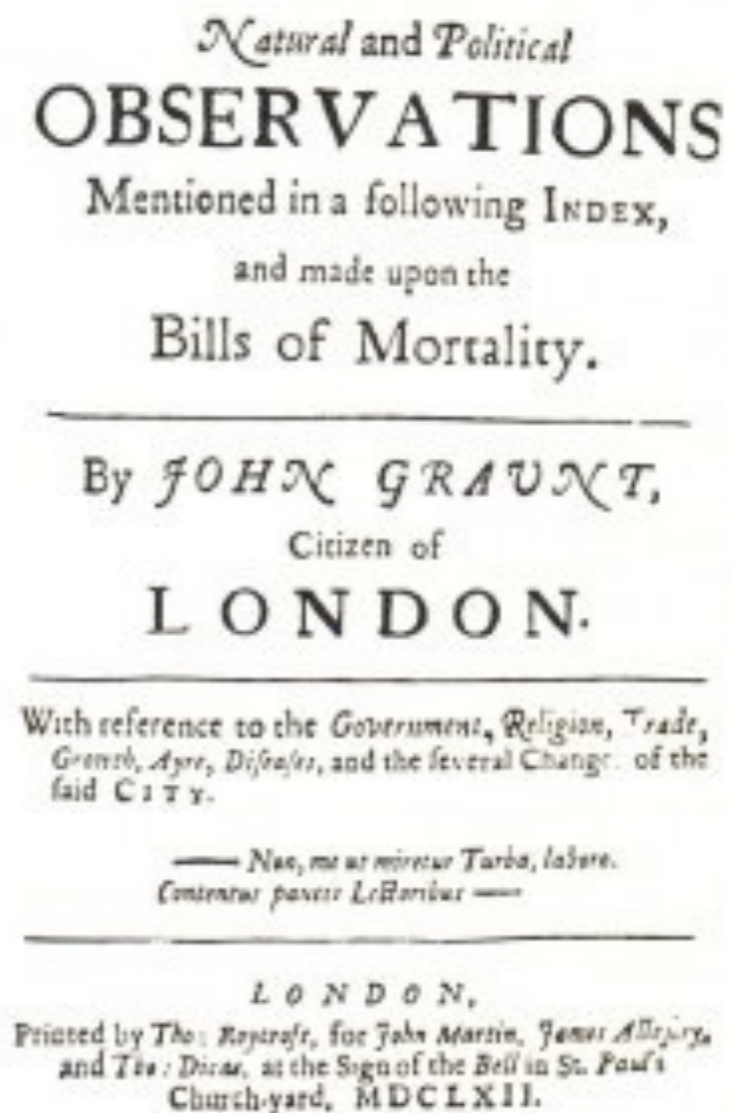 Natural and Political
OBSERVATIONS
Mentioned in a following INDEX,
and made upon the
Bills of Mortality.
By JOHN GRAUNT,
Citizen of
LONDON.
With reference to the Government, Religion, Trade,
Growth, Ayre, Diſeaſes, and the ſeveral Change of the
ſaid CITY.
— Non, me ut miretur Turba, laboro.
Contentus paucis Lectoribus —
LONDON,
Printed by Tho: Roycroft, for John Martin, James Alleſtry,
and Tho: Dicas, at the Sign of the Bell in St. Paul's
Church-yard, MDCLXII.